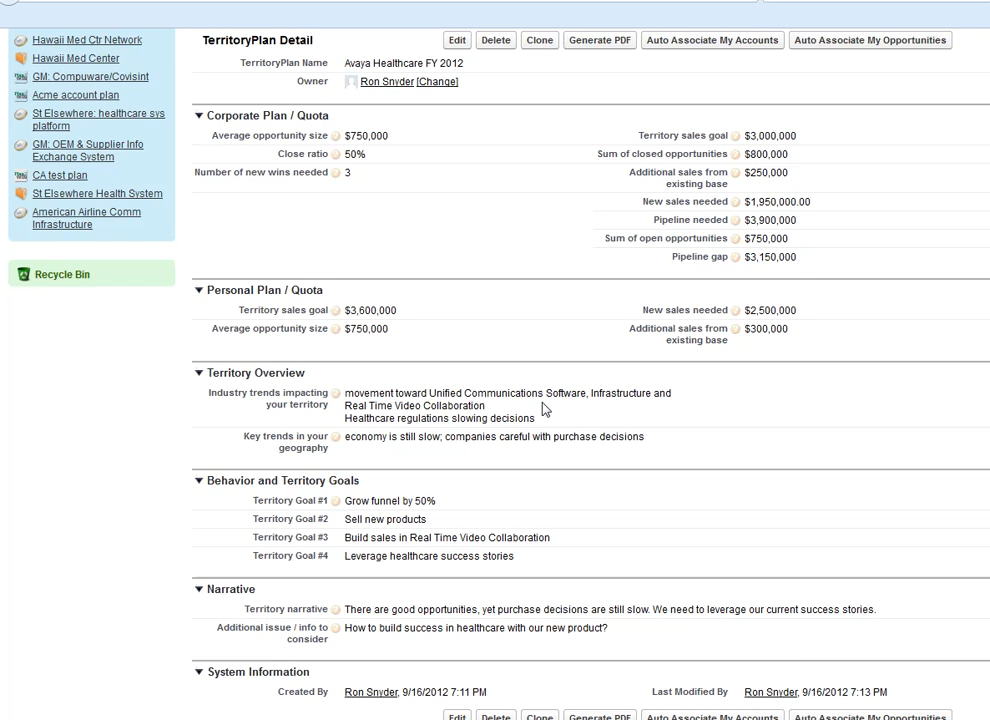 Hawaii Med Ctr Network
Hawaii Med Center
GM: Compuware/Covisint
Acme account plan
St Elsewhere: healthcare sys
platform
GM: OEM & Supplier Info
Exchange System
CA test plan
St Elsewhere Health System
American Airline Comm
Infrastructure
Recycle Bin
TerritoryPlan Detail
Edit Delete Clone Generate PDF Auto Associate My Accounts Auto Associate My Opportunities
TerritoryPlan Name Avaya Healthcare FY 2012
Owner Ron Snyder [Change]
Corporate Plan / Quota
Average opportunity size $750,000 Territory sales goal $3,000,000
Close ratio 50% Sum of closed opportunities $800,000
Number of new wins needed 3 Additional sales from $250,000
existing base
New sales needed $1,950,000.00
Pipeline needed $3,900,000
Sum of open opportunities $750,000
Pipeline gap $3,150,000
Personal Plan / Quota
Territory sales goal $3,600,000 New sales needed $2,500,000
Average opportunity size $750,000 Additional sales from $300,000
existing base
Territory Overview
Industry trends impacting movement toward Unified Communications Software, Infrastructure and
your territory Real Time Video Collaboration
Healthcare regulations slowing decisions
Key trends in your economy is still slow; companies careful with purchase decisions
geography
Behavior and Territory Goals
Territory Goal #1 Grow funnel by 50%
Territory Goal #2 Sell new products
Territory Goal #3 Build sales in Real Time Video Collaboration
Territory Goal #4 Leverage healthcare success stories
Narrative
Territory narrative There are good opportunities, yet purchase decisions are still slow. We need to leverage our current success stories.
Additional issue / info to How to build success in healthcare with our new product?
consider
System Information
Created By Ron Snyder, 9/16/2012 7:11 PM Last Modified By Ron Snyder, 9/16/2012 7:13 PM
Edit Delete Clone Generate PDF Auto Associate My Accounts Auto Associate My Opportunities